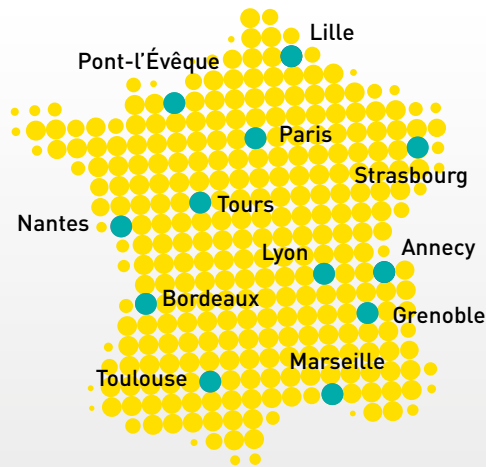 Lille
Pont-l'Évêque
Paris
Strasbourg
Tours
Nantes
Lyon
Annecy
Bordeaux
Grenoble
Marseille
Toulouse